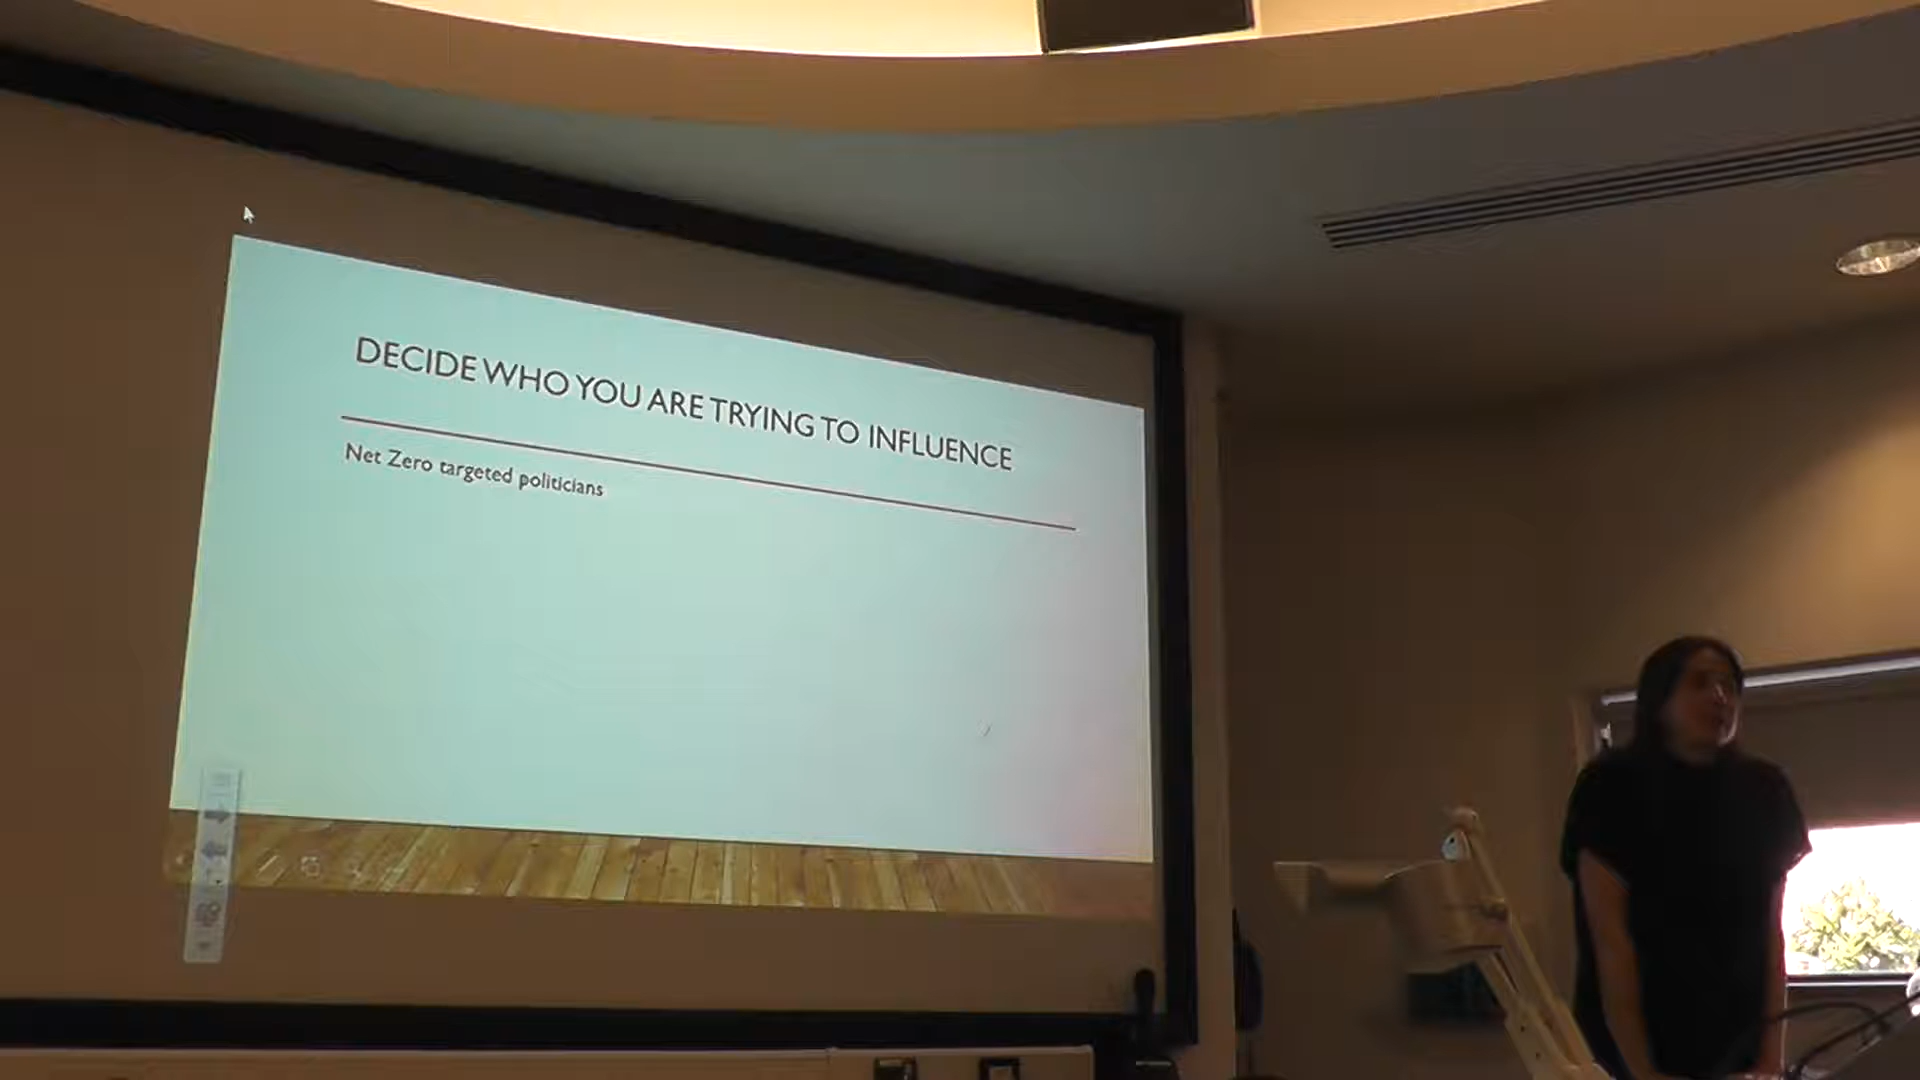 DECIDE WHO YOU ARE TRYING TO INFLUENCE
Net Zero targeted politicians